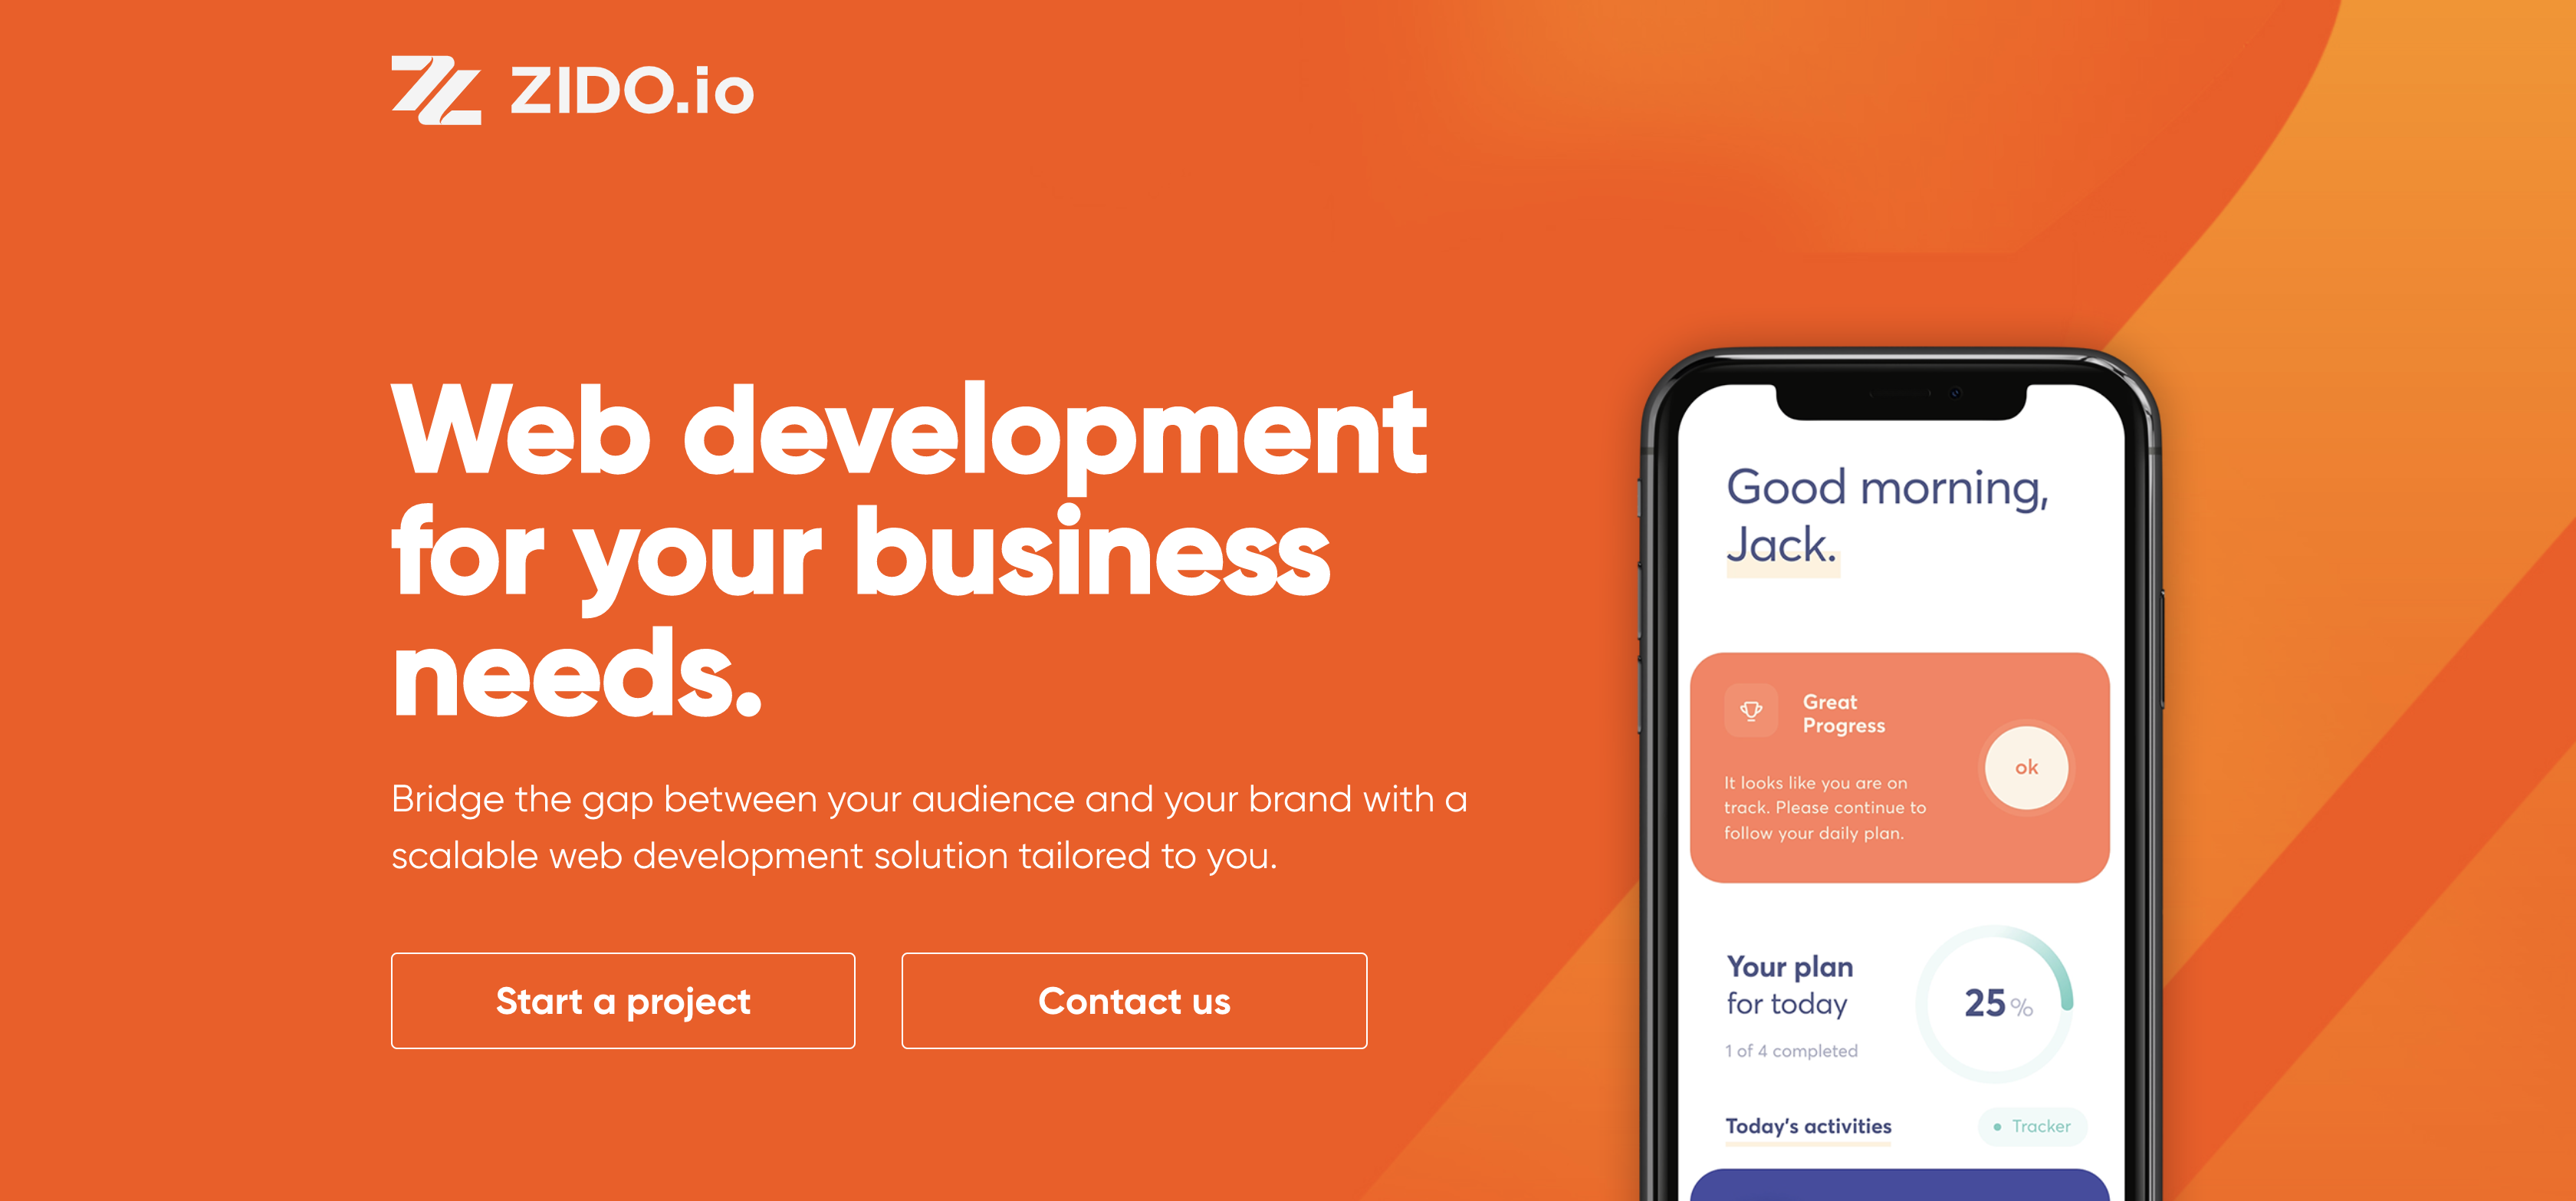 ZIDO.io
Web development
for your business
needs.
Bridge the gap between your audience and your brand with a
scalable web development solution tailored to you.
Start a project
Contact us
Good morning,
Jack.
Great
Progress
It looks like you are on
track. Please continue to
follow your daily plan.
ok
Your plan
for today
1 of 4 completed
25%
Today's activities
Tracker